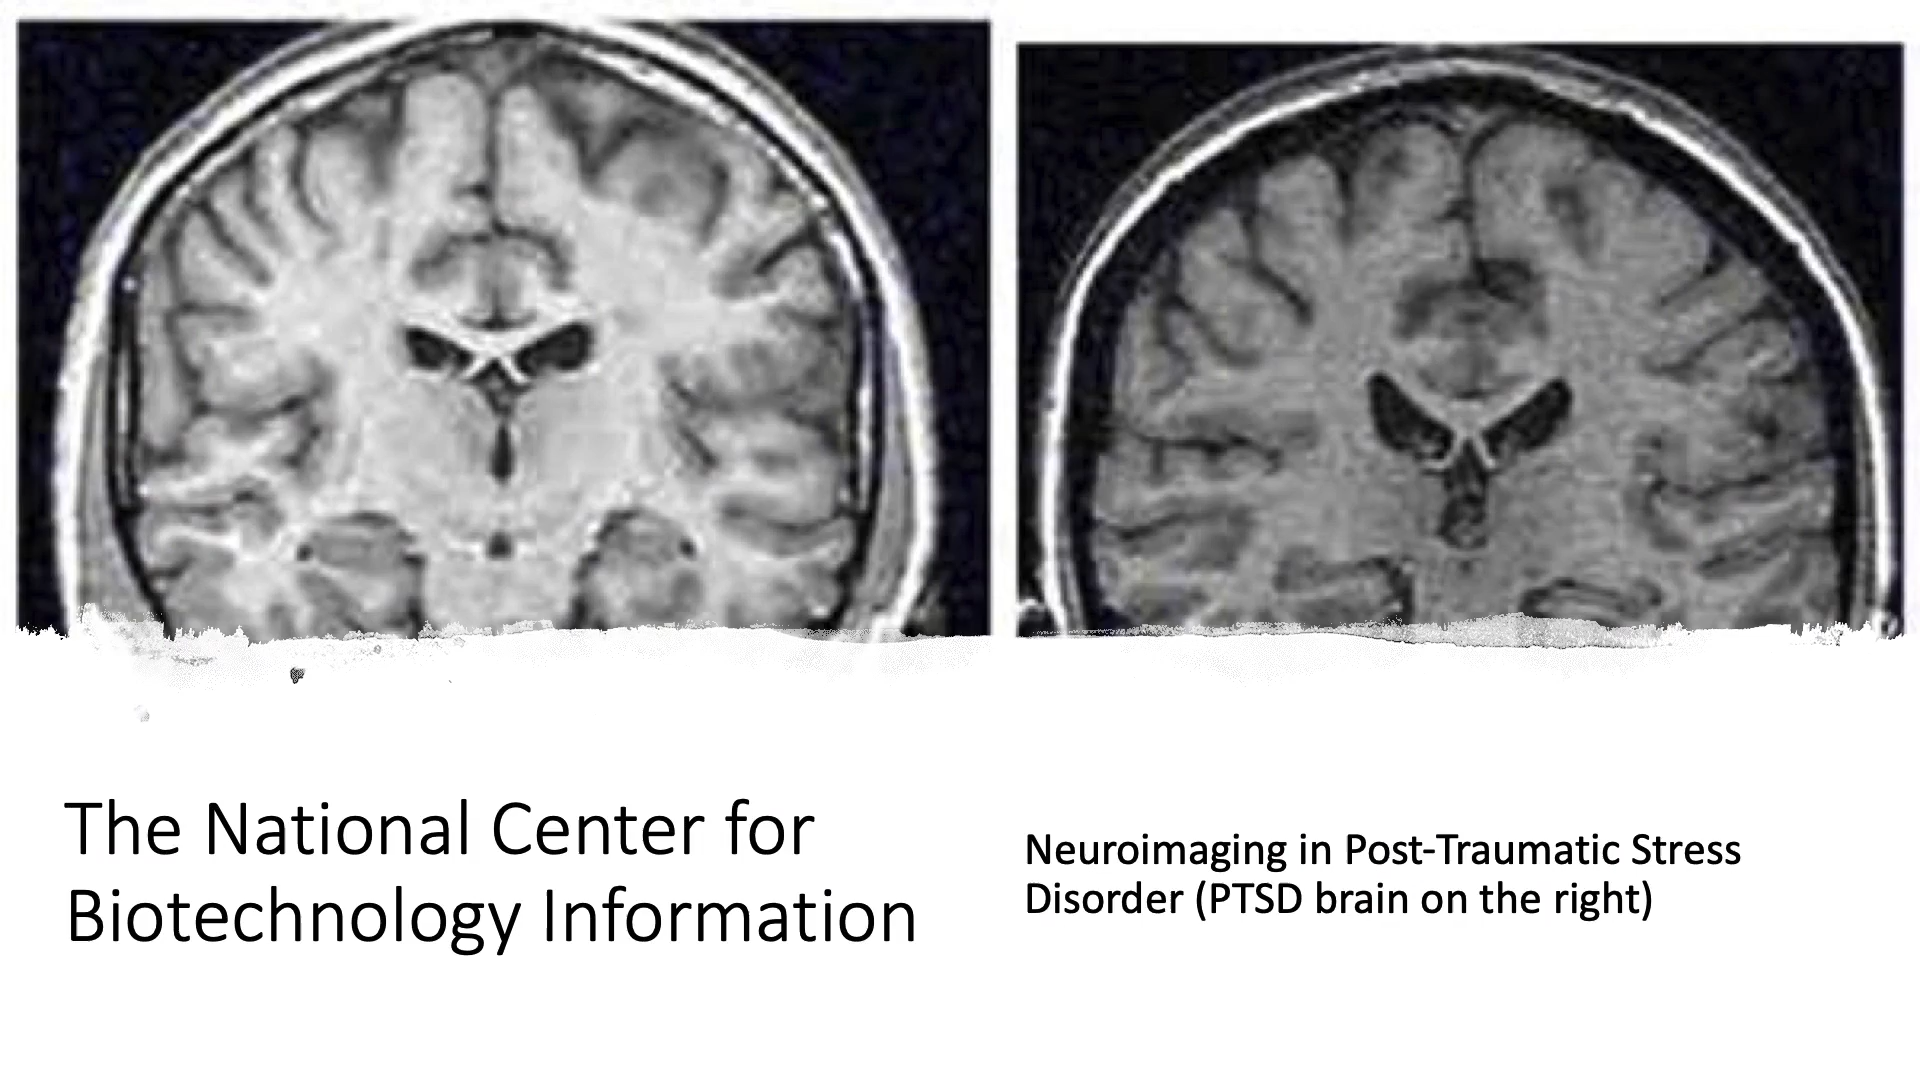 The National Center for
Biotechnology Information
Neuroimaging in Post-Traumatic Stress
Disorder (PTSD brain on the right)